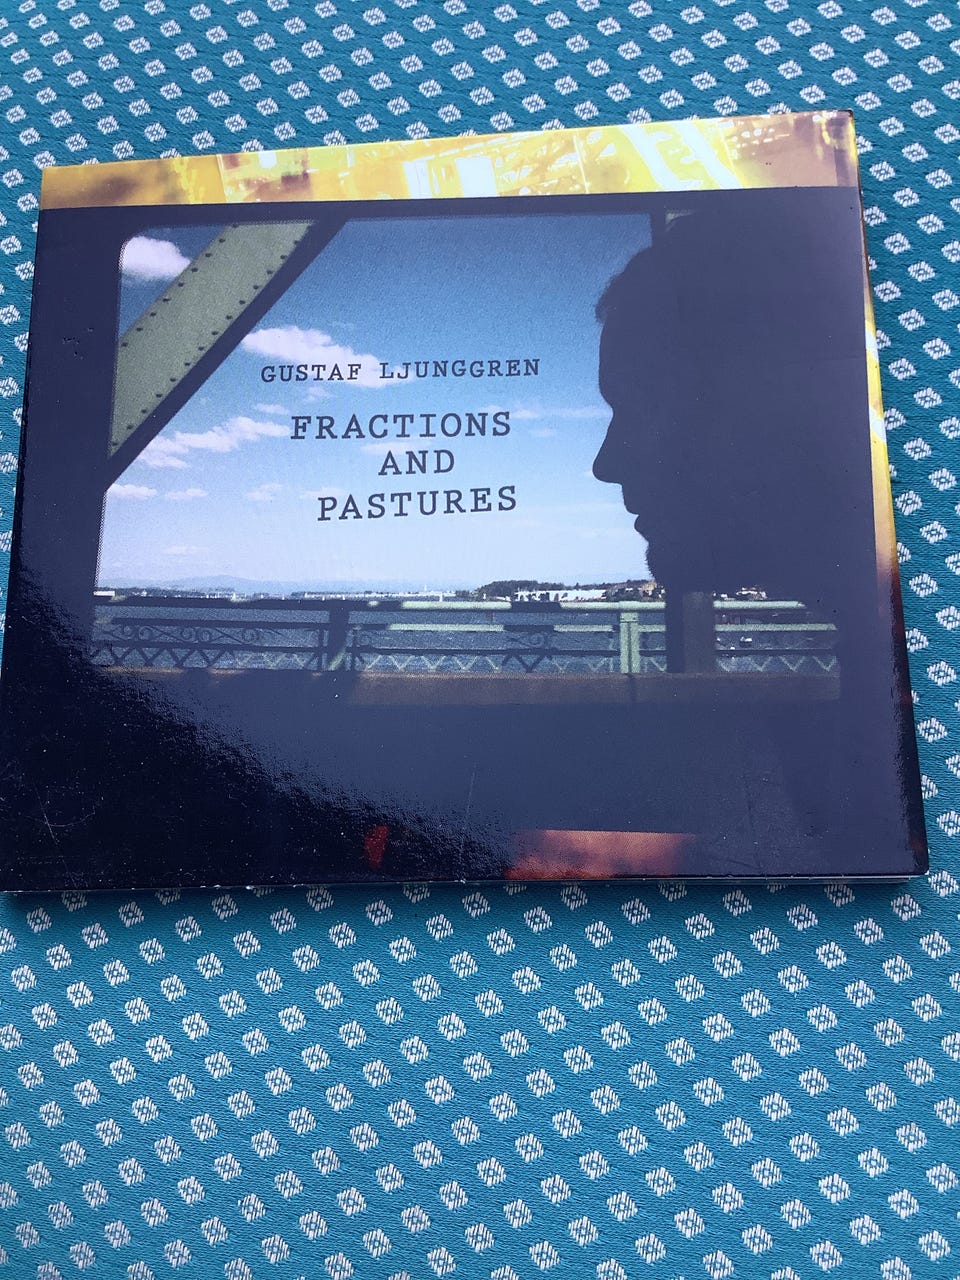 GUSTAF LJUNGGREN
FRACTIONS
AND
PASTURES